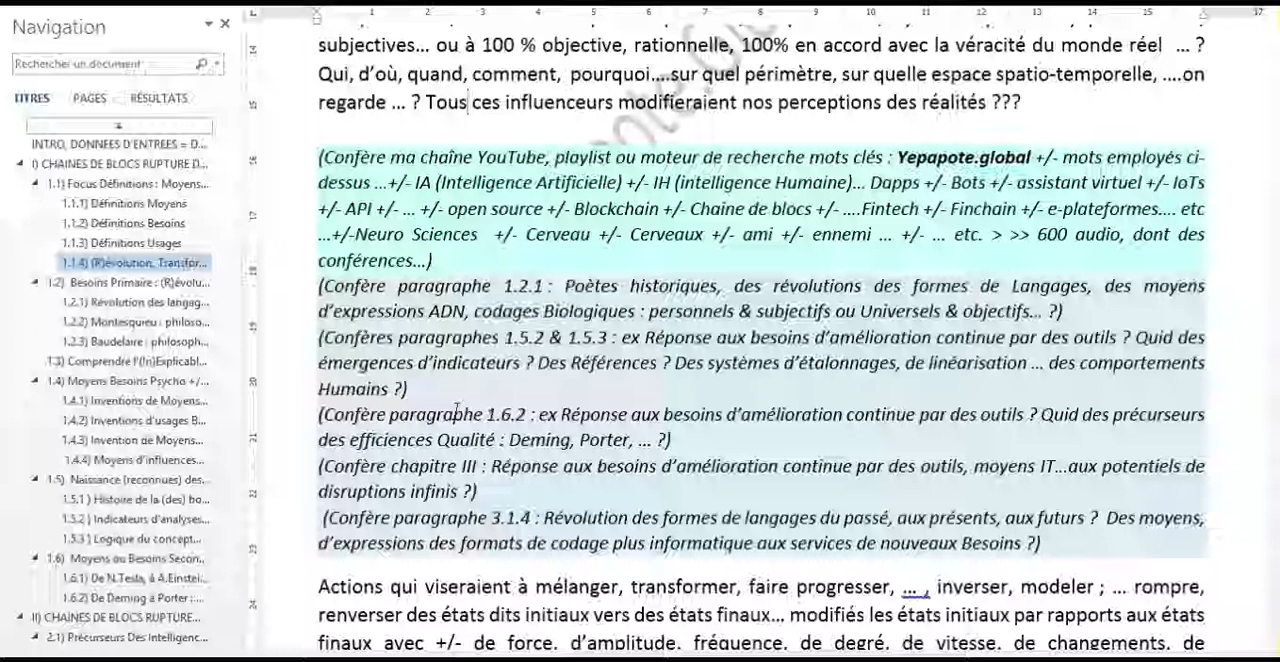 Navigation
Rechercher un document
TITRES PAGES RÉSULTATS
INTRO, DONNEES D'ENTREES = D...
I) CHAINES DE BLOCS RUPTURE D...
1.1) Focus Définitions : Moyens...
1.1.1) Définitions Moyens
1.1.2) Définitions Besoins
1.1.3) Définitions Usages
1.1.4) (R)évolution, Transfor...
1.2) Besoins Primaire : (R)évolu...
1.2.1) Révolution des langag...
1.2.2) Montesquieu : philoso...
1.2.3) Baudelaire : philosoph...
1.3) Comprendre l'(In)Explicabl...
1.4) Moyens Besoins Psycho +/...
1.4.1) Inventions de Moyens...
1.4.2) Inventions d'usages B...
1.4.3) Invention de Moyens...
1.4.4) Moyens d'influences...
1.5) Naissance (reconnues) des...
1.5.1 ) Histoire de la (des) ba...
1.5.2 ) Indicateurs d'analyses...
1.5.3 ) Logique du concept...
1.6) Moyens ou Besoins Secon...
1.6.1) De N.Tesla, à A.Einstei...
1.6.2) De Deming à Porter ;...
II) CHAINES DE BLOCS RUPTURE...
2.1) Précurseurs Des Intelligenc...
1 2 3 4 5 6 7 8 9 10 11 12 13 14 15 17
subjectives... ou à 100 % objective, rationnelle, 100% en accord avec la véracité du monde réel ... ?
Qui, d'où, quand, comment, pourquoi....sur quel périmètre, sur quelle espace spatio-temporelle, ....on
regarde ... ? Tous ces influenceurs modifieraient nos perceptions des réalités ???
(Confère ma chaîne YouTube, playlist ou moteur de recherche mots clés : Yepapote.global +/- mots employés ci-
dessus ...+/- IA (Intelligence Artificielle) +/- IH (intelligence Humaine)... Dapps +/- Bots +/- assistant virtuel +/- IoTs
+/- API +/- ... +/- open source +/- Blockchain +/- Chaine de blocs +/- ....Fintech +/- Finchain +/- e-plateformes.... etc
...+/-Neuro Sciences +/- Cerveau +/- Cerveaux +/- ami +/- ennemi ... +/- ... etc. > >> 600 audio, dont des
conférences...)
(Confère paragraphe 1.2.1 : Poètes historiques, des révolutions des formes de Langages, des moyens
d'expressions ADN, codages Biologiques : personnels & subjectifs ou Universels & objectifs... ?)
(Confères paragraphes 1.5.2 & 1.5.3 : ex Réponse aux besoins d'amélioration continue par des outils ? Quid des
émergences d'indicateurs ? Des Références ? Des systèmes d'étalonnages, de linéarisation ... des comportements
Humains ?)
(Confère paragraphe 1.6.2 : ex Réponse aux besoins d'amélioration continue par des outils ? Quid des précurseurs
des efficiences Qualité : Deming, Porter, ... ?)
(Confère chapitre III : Réponse aux besoins d'amélioration continue par des outils, moyens IT...aux potentiels de
disruptions infinis ?)
(Confère paragraphe 3.1.4 : Révolution des formes de langages du passé, aux présents, aux futurs ? Des moyens,
d'expressions des formats de codage plus informatique aux services de nouveaux Besoins ?)
Actions qui viseraient à mélanger, transformer, faire progresser, ... , inverser, modeler ; ... rompre,
renverser des états dits initiaux vers des états finaux... modifiés les états initiaux par rapports aux états
finaux avec +/- de force, d'amplitude, fréquence, de degré, de vitesse, de changements, de